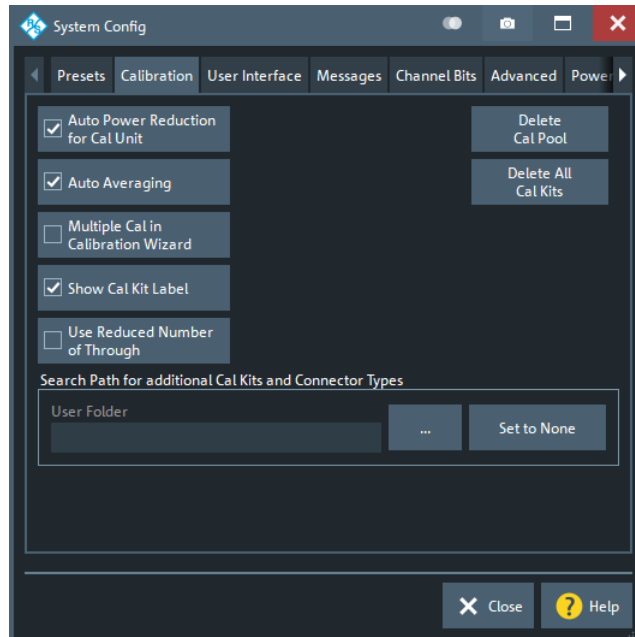 R&S System Config
Presets Calibration User Interface Messages Channel Bits Advanced Power
Auto Power Reduction
for Cal Unit
Delete
Cal Pool
Auto Averaging
Delete All
Cal Kits
Multiple Cal in
Calibration Wizard
Show Cal Kit Label
Use Reduced Number
of Through
Search Path for additional Cal Kits and Connector Types
User Folder
... Set to None
Close ? Help